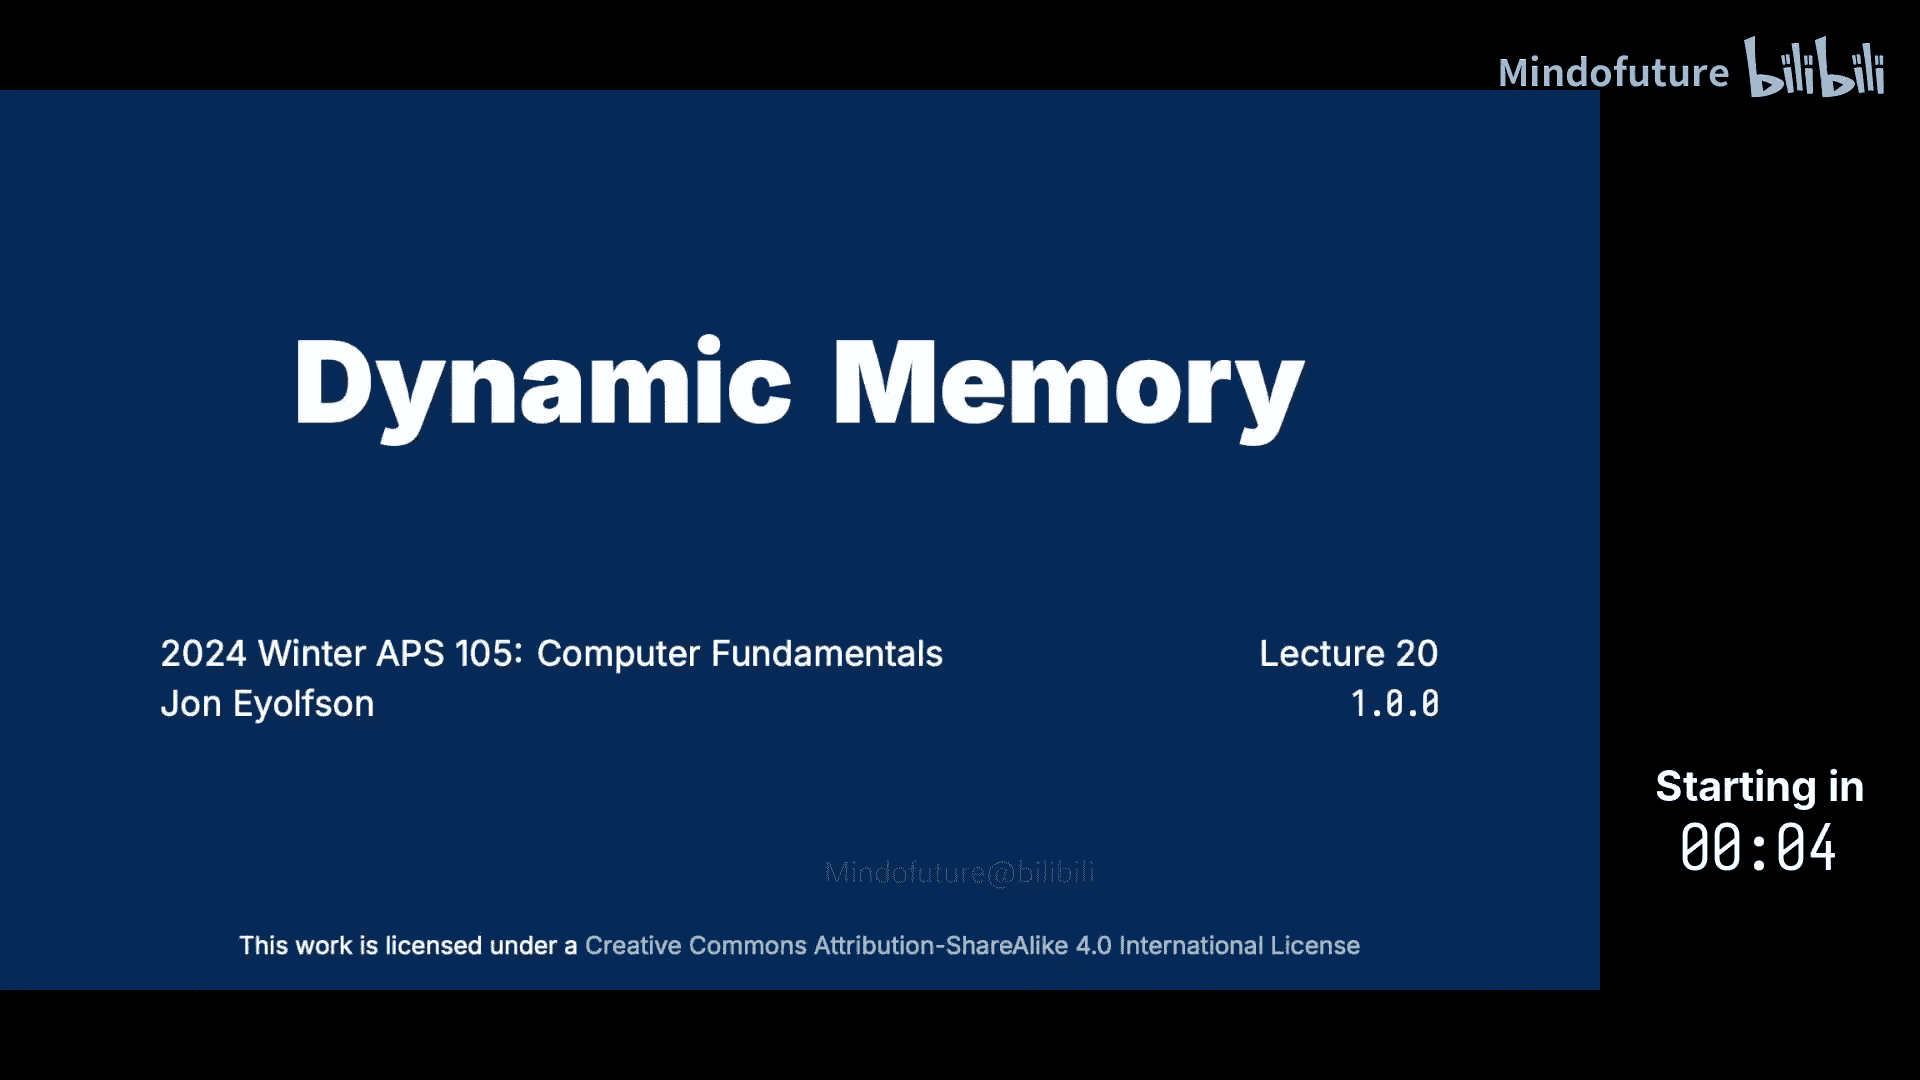 Mindofuture bilibili
Dynamic Memory
2024 Winter APS 105: Computer Fundamentals
Lecture 20
Jon Eyolfson
1.0.0
Starting in
00:04
Mindofuture@bilibili
This work is licensed under a Creative Commons Attribution-ShareAlike 4.0 International License